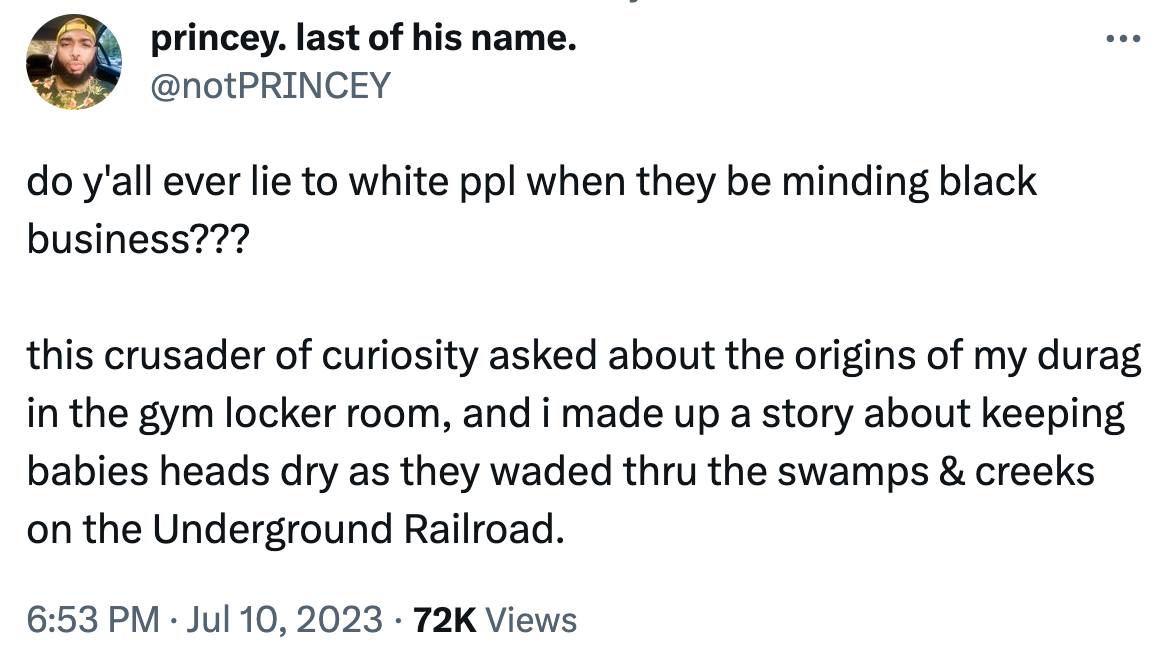 princey. last of his name.
@notPRINCEY
do y'all ever lie to white ppl when they be minding black
business???
this crusader of curiosity asked about the origins of my durag
in the gym locker room, and i made up a story about keeping
babies heads dry as they waded thru the swamps & creeks
on the Underground Railroad.
6:53 PM · Jul 10, 2023 · 72K Views